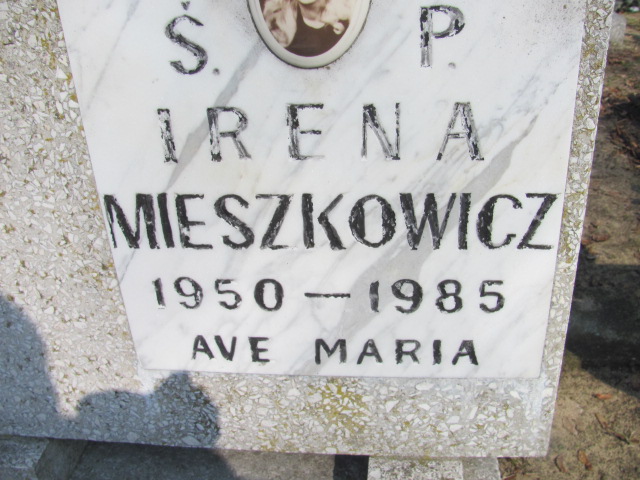 Ś. P.
IRENA
MIESZKOWICZ
1950 — 1985
AVE MARIA